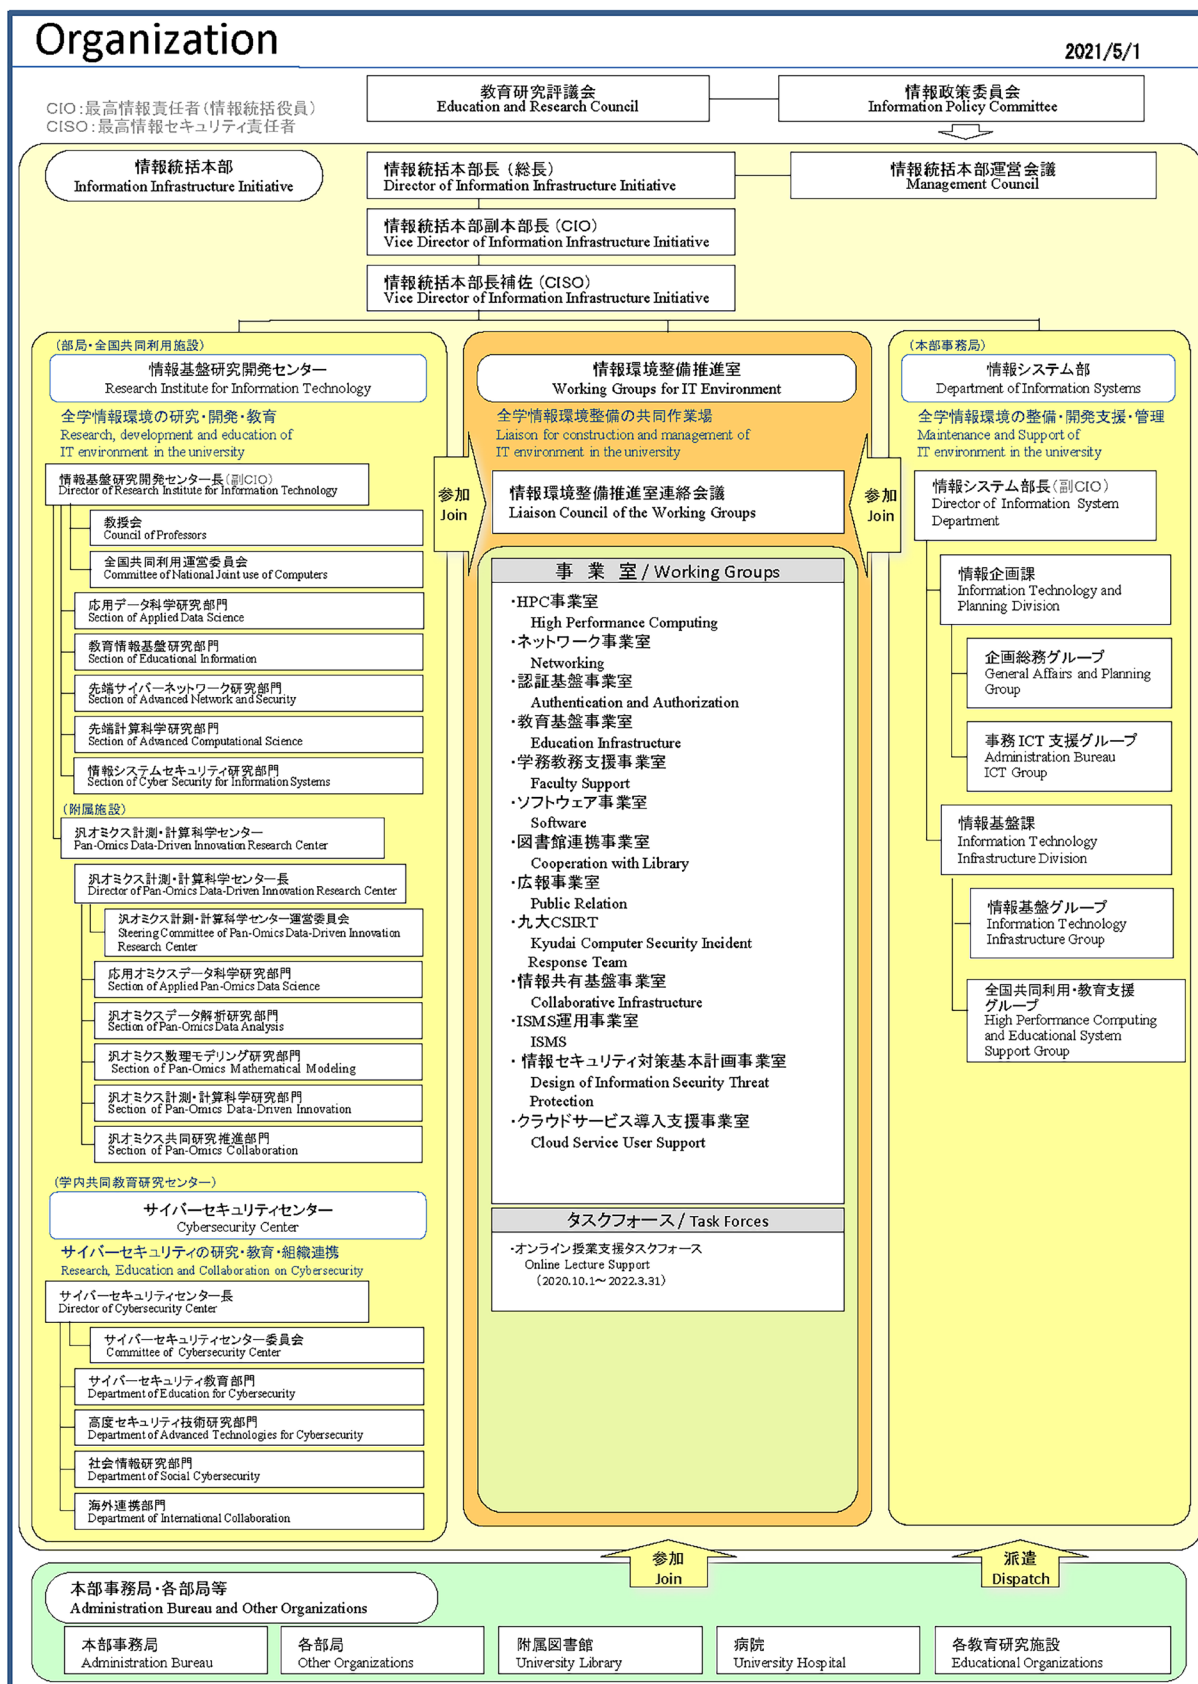 Organization
2021/5/1
CIO：最高情報責任者（情報統括役員）
CISO：最高情報セキュリティ責任者
教育研究評議会
Education and Research Council
情報政策委員会
Information Policy Committee
情報統括本部
Information Infrastructure Initiative
情報統括本部長（総長）
Director of Information Infrastructure Initiative
情報統括本部運営会議
Management Council
情報統括本部副本部長（CIO）
Vice Director of Information Infrastructure Initiative
情報統括本部長補佐（CISO）
Vice Director of Information Infrastructure Initiative
（部局・全国共同利用施設）
情報基盤研究開発センター
Research Institute for Information Technology
全学情報環境の研究・開発・教育
Research, development and education of
IT environment in the university
情報基盤研究開発センター長（副CIO）
Director of Research Institute for Information Technology
教授会
Council of Professors
全国共同利用運営委員会
Committee of National Joint use of Computers
応用データ科学研究部門
Section of Applied Data Science
教育情報基盤研究部門
Section of Educational Information
先端サイバーネットワーク研究部門
Section of Advanced Network and Security
先端計算科学研究部門
Section of Advanced Computational Science
情報システムセキュリティ研究部門
Section of Cyber Security for Information Systems
（附属施設）
汎オミクス計測・計算科学センター
Pan-Omics Data-Driven Innovation Research Center
汎オミクス計測・計算科学センター長
Director of Pan-Omics Data-Driven Innovation Research Center
汎オミクス計測・計算科学センター運営委員会
Steering Committee of Pan-Omics Data-Driven Innovation
Research Center
応用オミクスデータ科学研究部門
Section of Applied Pan-Omics Data Science
汎オミクスデータ解析研究部門
Section of Pan-Omics Data Analysis
汎オミクス数理モデリング研究部門
Section of Pan-Omics Mathematical Modeling
汎オミクス計測・計算科学研究部門
Section of Pan-Omics Data-Driven Innovation
汎オミクス共同研究推進部門
Section of Pan-Omics Collaboration
（学内共同教育研究センター）
サイバーセキュリティセンター
Cybersecurity Center
サイバーセキュリティの研究・教育・組織連携
Research, Education and Collaboration on Cybersecurity
サイバーセキュリティセンター長
Director of Cybersecurity Center
サイバーセキュリティセンター委員会
Committee of Cybersecurity Center
サイバーセキュリティ教育部門
Department of Education for Cybersecurity
高度セキュリティ技術研究部門
Department of Advanced Technologies for Cybersecurity
社会情報研究部門
Department of Social Cybersecurity
海外連携部門
Department of International Collaboration
参加
Join
情報環境整備推進室
Working Groups for IT Environment
全学情報環境整備の共同作業場
Liaison for construction and management of
IT environment in the university
情報環境整備推進室連絡会議
Liaison Council of the Working Groups
事 業 室 / Working Groups
・HPC事業室
High Performance Computing
・ネットワーク事業室
Networking
・認証基盤事業室
Authentication and Authorization
・教育基盤事業室
Education Infrastructure
・学務教務支援事業室
Faculty Support
・ソフトウェア事業室
Software
・図書館連携事業室
Cooperation with Library
・広報事業室
Public Relation
・九大CSIRT
Kyudai Computer Security Incident
Response Team
・情報共有基盤事業室
Collaborative Infrastructure
・ISMS運用事業室
ISMS
・情報セキュリティ対策基本計画事業室
Design of Information Security Threat
Protection
・クラウドサービス導入支援事業室
Cloud Service User Support
タスクフォース / Task Forces
・オンライン授業支援タスクフォース
Online Lecture Support
（2020.10.1～2022.3.31）
参加
Join
（本部事務局）
情報システム部
Department of Information Systems
全学情報環境の整備・開発支援・管理
Maintenance and Support of
IT environment in the university
情報システム部長（副CIO）
Director of Information System
Department
情報企画課
Information Technology and
Planning Division
企画総務グループ
General Affairs and Planning
Group
事務 ICT 支援グループ
Administration Bureau
ICT Group
情報基盤課
Information Technology
Infrastructure Division
情報基盤グループ
Information Technology
Infrastructure Group
全国共同利用・教育支援
グループ
High Performance Computing
and Educational System
Support Group
参加
Join
派遣
Dispatch
本部事務局・各部局等
Administration Bureau and Other Organizations
本部事務局
Administration Bureau
各部局
Other Organizations
附属図書館
University Library
病院
University Hospital
各教育研究施設
Educational Organizations